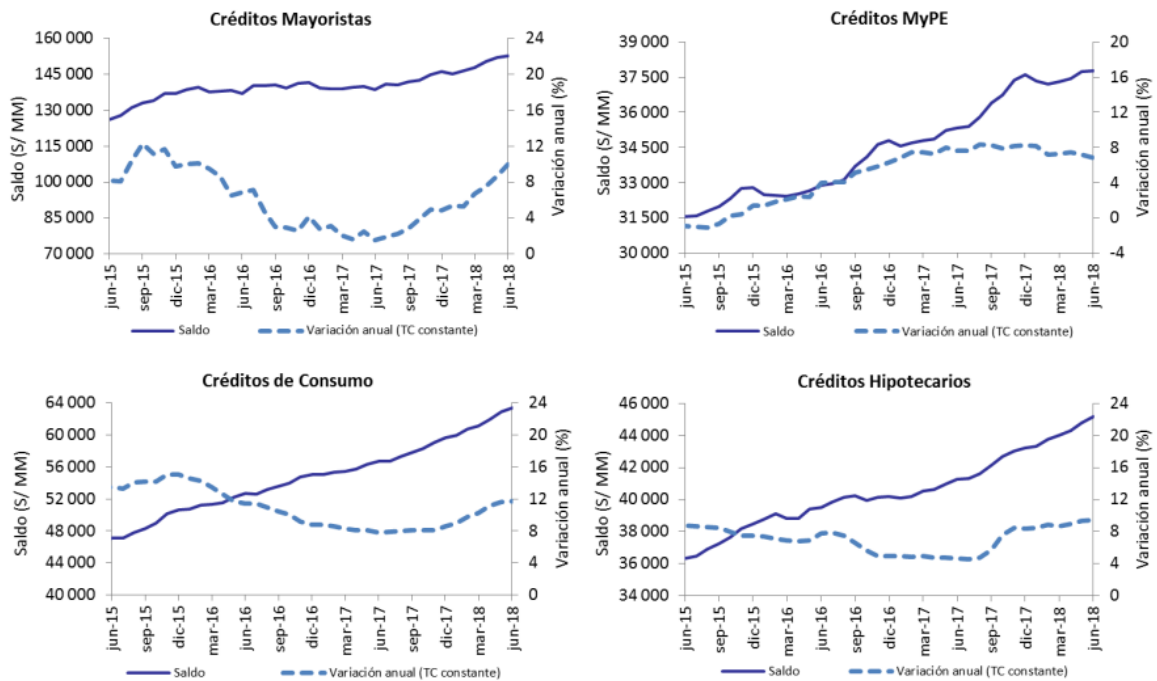 Créditos Mayoristas
Saldo (S/ MM)
160 000
145 000
130 000
115 000
100 000
85 000
70 000
24
20
16
12
8
4
0
Variación anual (%)
jun-15
sep-15
dic-15
mar-16
jun-16
sep-16
dic-16
mar-17
jun-17
sep-17
dic-17
mar-18
jun-18
Saldo
Variación anual (TC constante)
Créditos MyPE
Saldo (S/ MM)
39 000
37 500
36 000
34 500
33 000
31 500
30 000
20
16
12
8
4
0
-4
Variación anual (%)
jun-15
sep-15
dic-15
mar-16
jun-16
sep-16
dic-16
mar-17
jun-17
sep-17
dic-17
mar-18
jun-18
Saldo
Variación anual (TC constante)
Créditos de Consumo
Saldo (S/ MM)
64 000
60 000
56 000
52 000
48 000
44 000
40 000
24
20
16
12
8
4
0
Variación anual (%)
jun-15
sep-15
dic-15
mar-16
jun-16
sep-16
dic-16
mar-17
jun-17
sep-17
dic-17
mar-18
jun-18
Saldo
Variación anual (TC constante)
Créditos Hipotecarios
Saldo (S/ MM)
46 000
44 000
42 000
40 000
38 000
36 000
34 000
24
20
16
12
8
4
0
Variación anual (%)
jun-15
sep-15
dic-15
mar-16
jun-16
sep-16
dic-16
mar-17
jun-17
sep-17
dic-17
mar-18
jun-18
Saldo
Variación anual (TC constante)